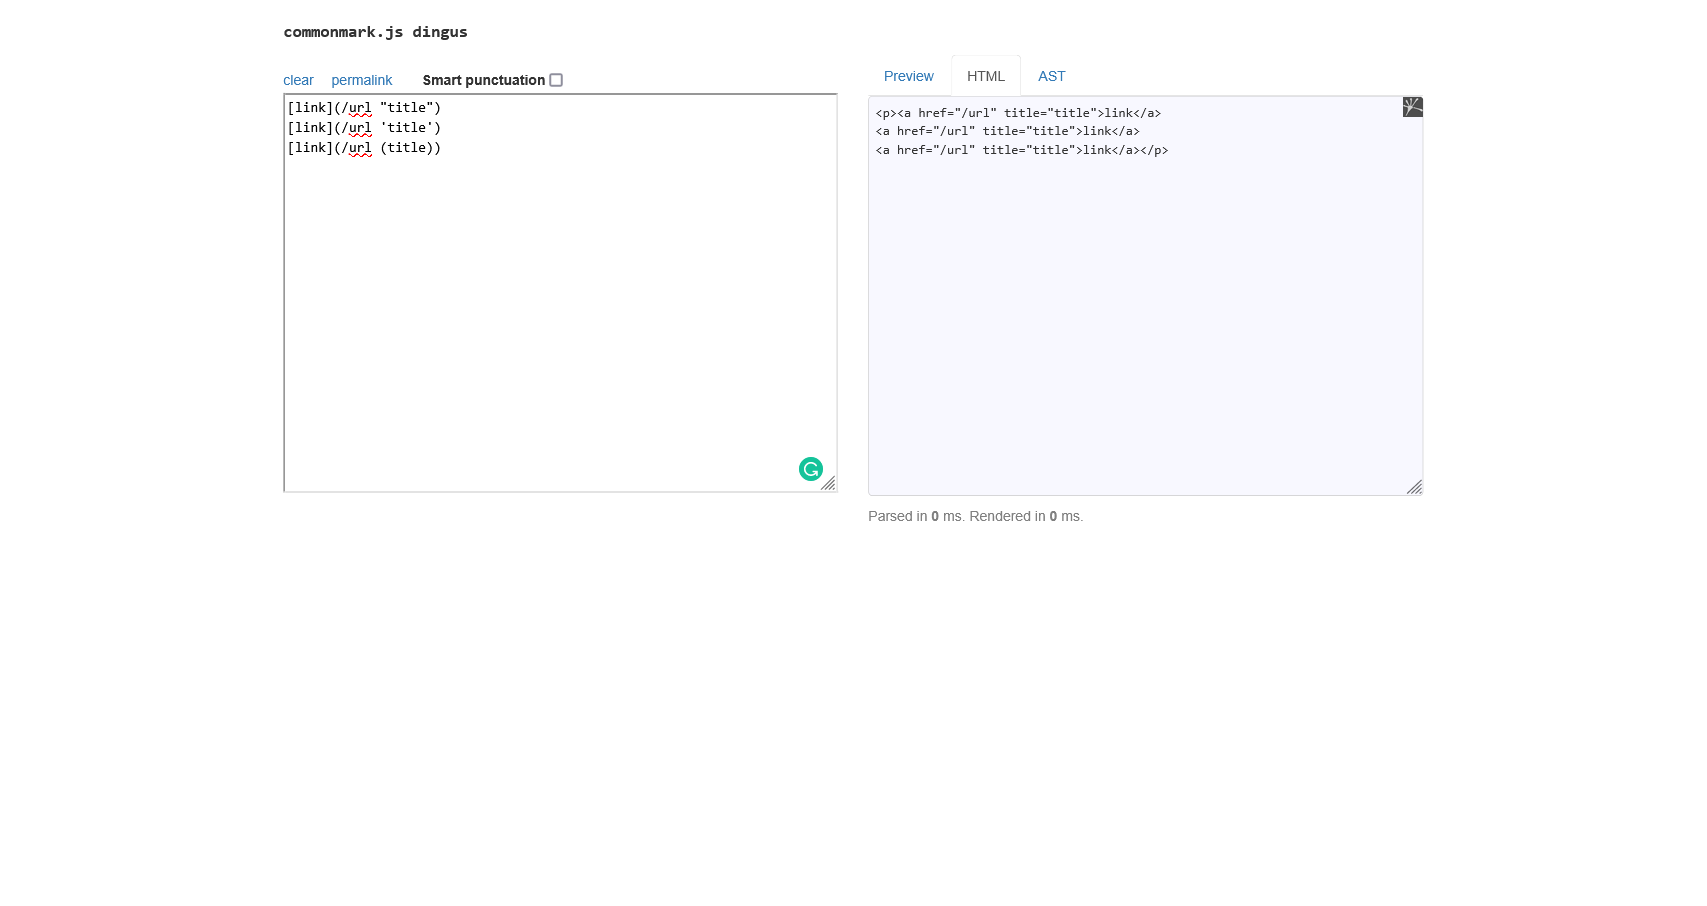 commonmark.js dingus
clear permalink Smart punctuation
[link](/url "title")
[link](/url 'title')
[link](/url (title))
Preview HTML AST
<p><a href="/url" title="title">link</a>
<a href="/url" title="title">link</a>
<a href="/url" title="title">link</a></p>
Parsed in 0 ms. Rendered in 0 ms.